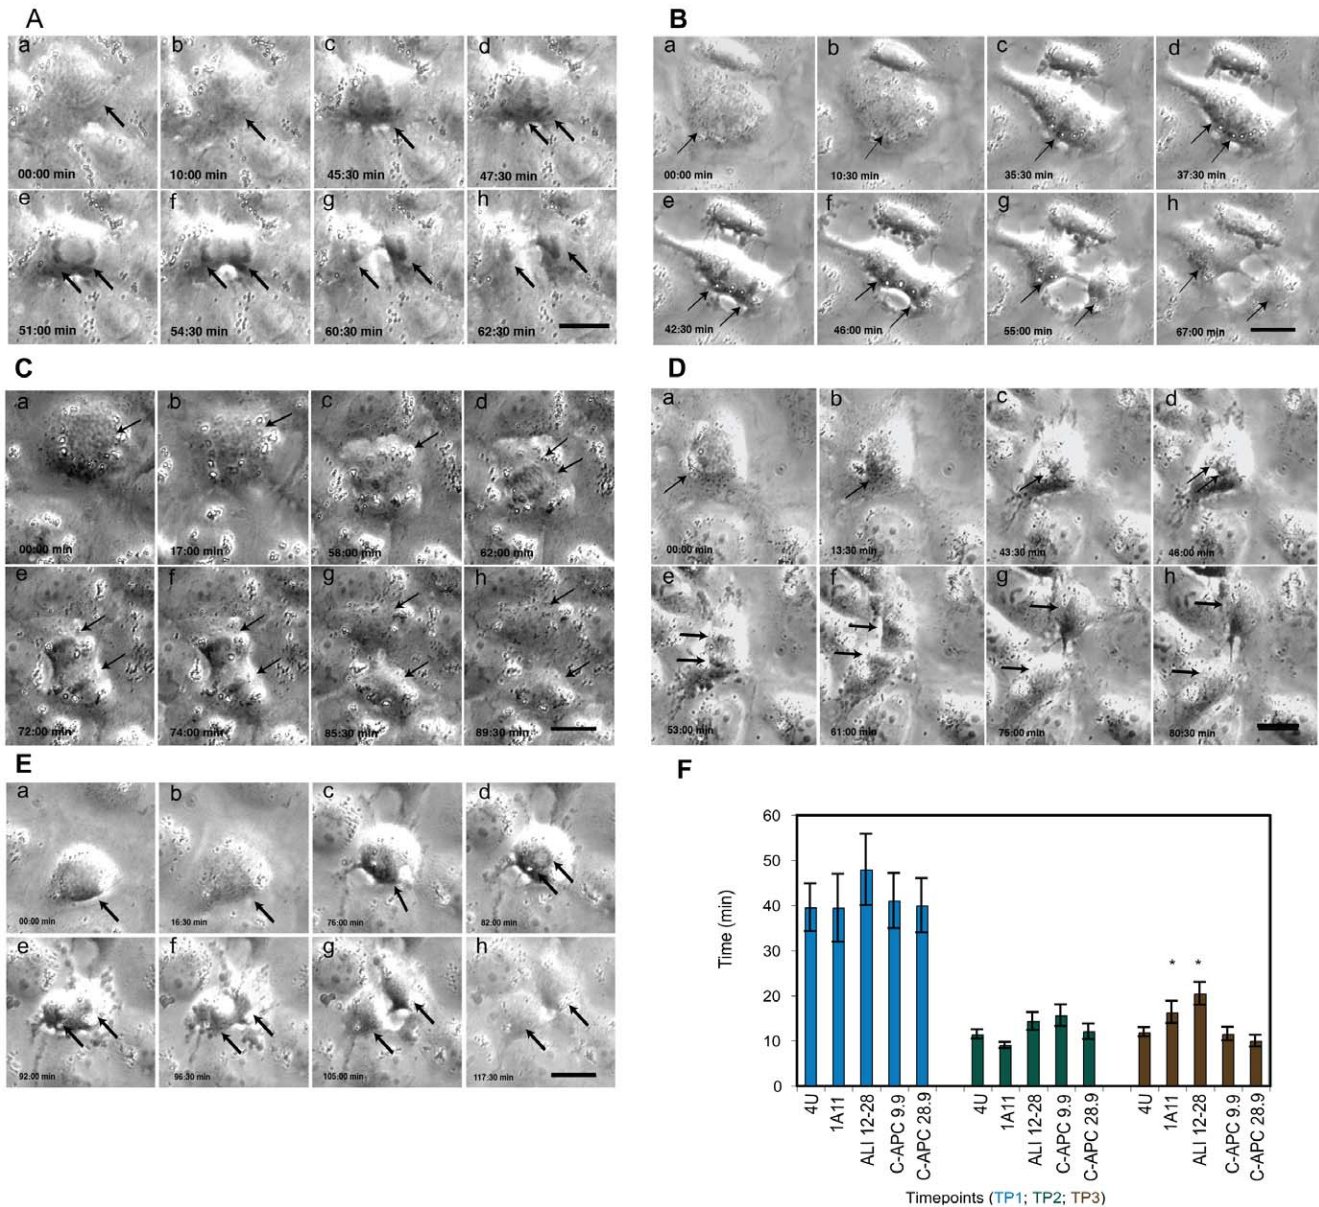 A
a
b
c
d
00:00 min
10:00 min
45:30 min
47:30 min
e
f
g
h
51:00 min
54:30 min
60:30 min
62:30 min
B
a
b
c
d
00:00 min
10:30 min
35:30 min
37:30 min
e
f
g
h
42:30 min
46:00 min
55:00 min
67:00 min
C
a
b
c
d
00:00 min
17:00 min
58:00 min
62:00 min
e
f
g
h
72:00 min
74:00 min
85:30 min
89:30 min
D
a
b
c
d
00:00 min
13:30 min
43:30 min
46:00 min
e
f
g
h
53:00 min
61:00 min
75:00 min
80:30 min
E
a
b
c
d
00:00 min
16:30 min
76:00 min
82:00 min
e
f
g
h
92:00 min
96:30 min
105:00 min
117:30 min
F
Time (min)
60
50
40
30
20
10
0
* *
4U
1A11
ALI 12-28
C-APC 9.9
C-APC 28.9
4U
1A11
ALI 12-28
C-APC 9.9
C-APC 28.9
4U
1A11
ALI 12-28
C-APC 9.9
C-APC 28.9
Timepoints (TP1; TP2; TP3)